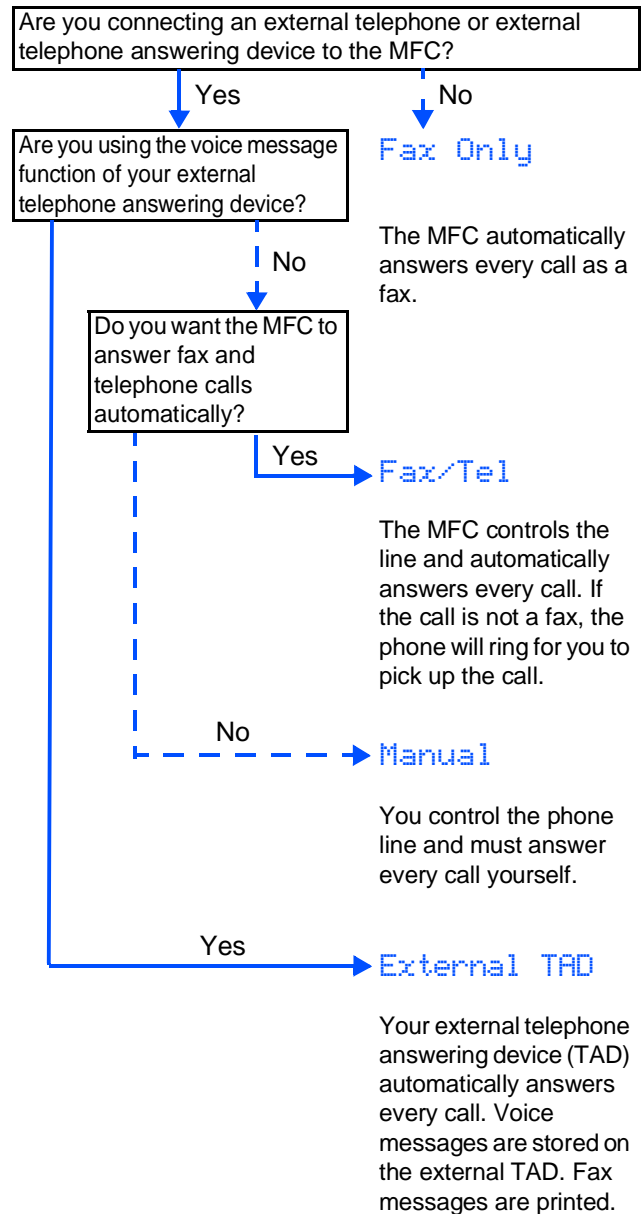 Are you connecting an external telephone or external
telephone answering device to the MFC?
Yes
No
Are you using the voice message
function of your external
telephone answering device?
Fax Only
The MFC automatically
answers every call as a
fax.
No
Do you want the MFC to
answer fax and
telephone calls
automatically?
Yes
Fax/Tel
The MFC controls the
line and automatically
answers every call. If
the call is not a fax, the
phone will ring for you to
pick up the call.
No
Manual
You control the phone
line and must answer
every call yourself.
Yes
External TAD
Your external telephone
answering device (TAD)
automatically answers
every call. Voice
messages are stored on
the external TAD. Fax
messages are printed.